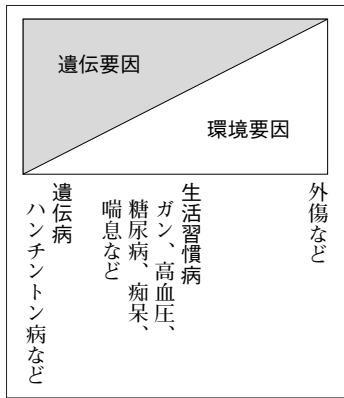 遺伝要因
環境要因
外傷など
生活習慣病
ガン、高血圧、
糖尿病、痴呆、
喘息など
遺伝病
ハンチントン病など